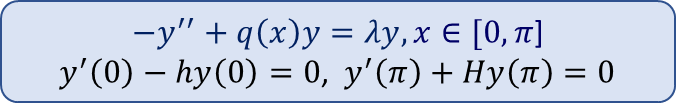 −y′′ + q(x)y = λy, x ∈ [0, π]
y′(0) − hy(0) = 0, y′(π) + Hy(π) = 0